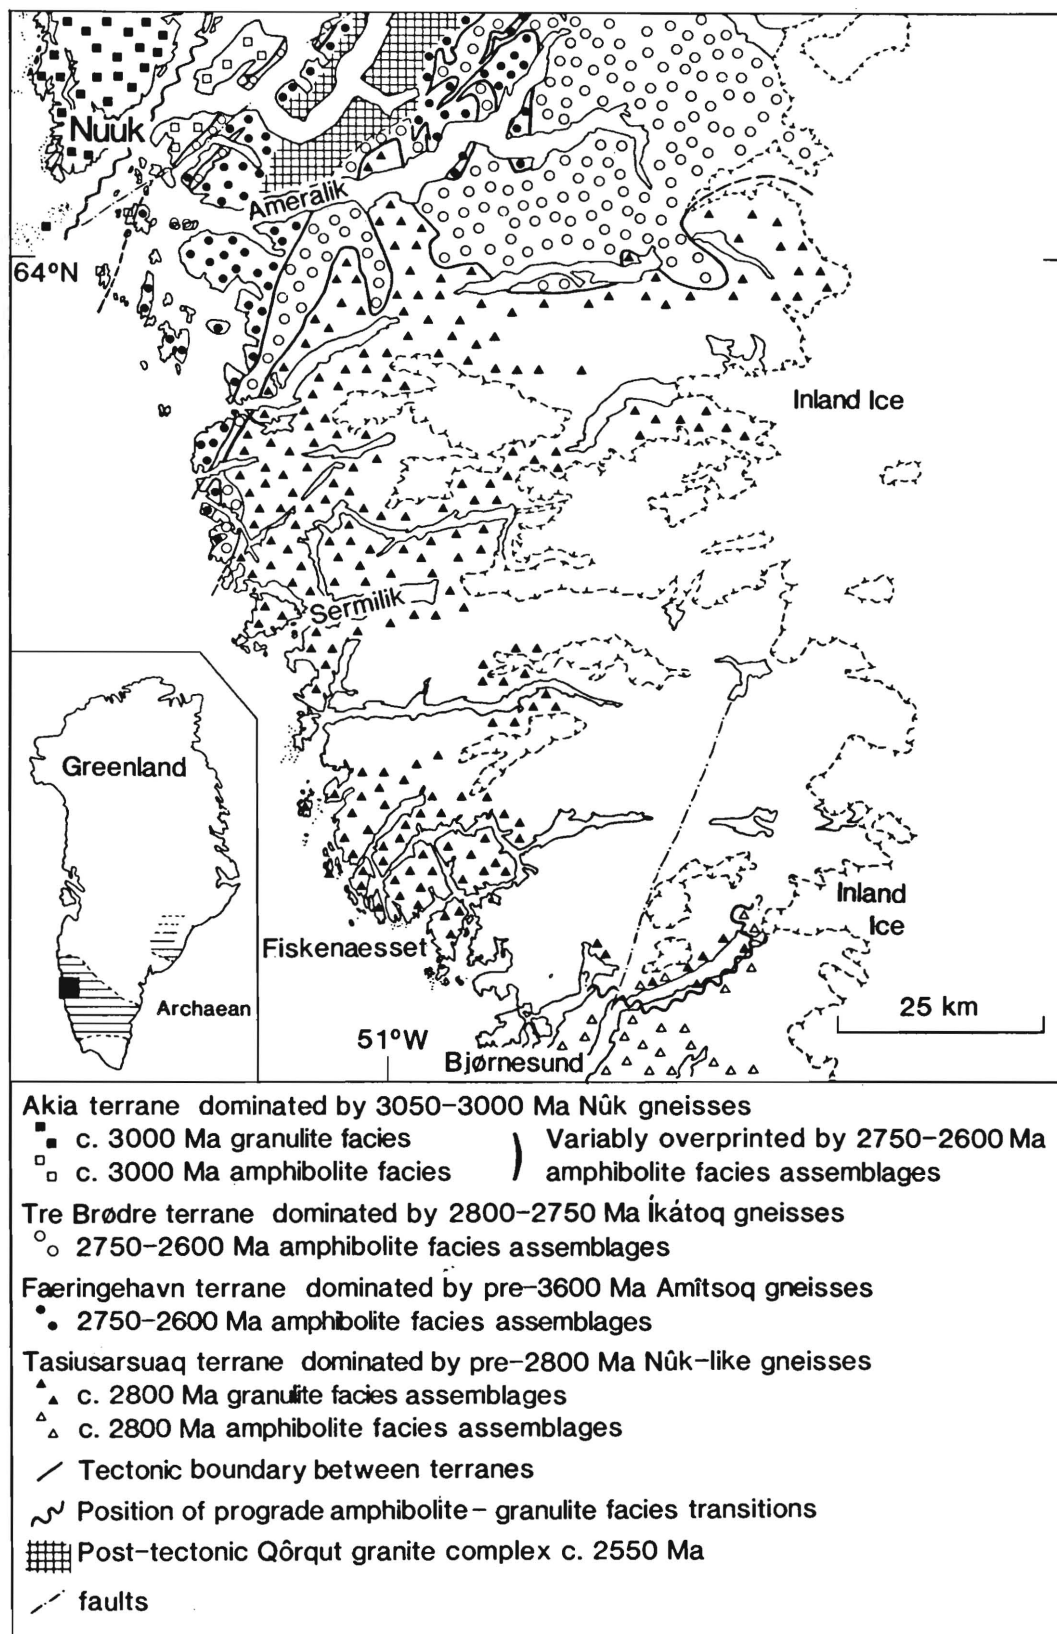 Nuuk
Ameralik
64ºN
Inland Ice
Sermilik
Greenland
Inland
Ice
Fiskenaesset
Archaean
25 km
51ºW
Bjørnesund
?
Akia terrane dominated by 3050-3000 Ma Nûk gneisses
c. 3000 Ma granulite facies
c. 3000 Ma amphibolite facies
) Variably overprinted by 2750-2600 Ma
amphibolite facies assemblages
Tre Brødre terrane dominated by 2800-2750 Ma Íkátoq gneisses
2750-2600 Ma amphibolite facies assemblages
Færingehavn terrane dominated by pre-3600 Ma Amîtsoq gneisses
2750-2600 Ma amphibolite facies assemblages
Tasiusarsuaq terrane dominated by pre-2800 Ma Nûk-like gneisses
c. 2800 Ma granulite facies assemblages
c. 2800 Ma amphibolite facies assemblages
Tectonic boundary between terranes
Position of prograde amphibolite - granulite facies transitions
Post-tectonic Qôrqut granite complex c. 2550 Ma
faults